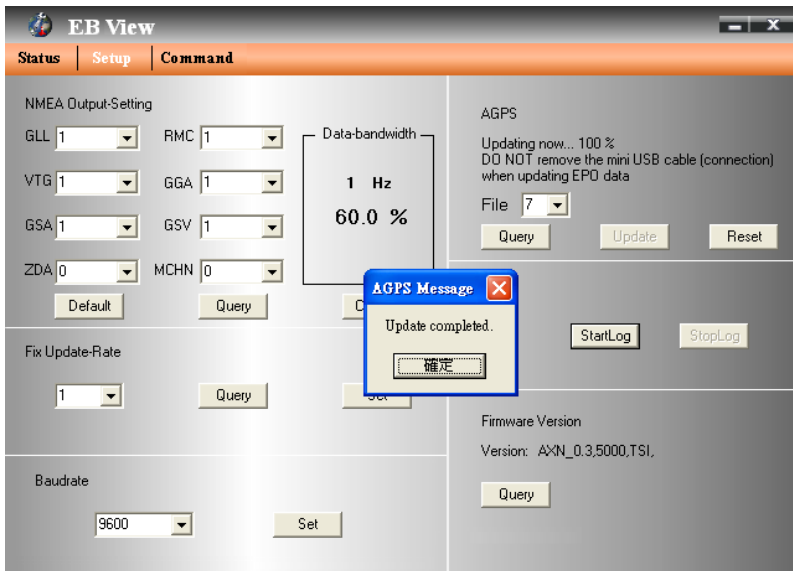 EB View
Status Setup Command
NMEA Output-Setting
GLL 1 RMC 1
VTG 1 GGA 1
GSA 1 GSV 1
ZDA 0 MCHN 0
Default Query
Data-bandwidth
1 Hz
60.0 %
Fix Update-Rate
1 Query Set
Baudrate
9600 Set
AGPS
Updating now... 100 %
DO NOT remove the mini USB cable (connection)
when updating EPO data
File 7
Query Update Reset
AGPS Message
Update completed.
確定
StartLog StopLog
Firmware Version
Version: AXN_0.3,5000,TSI,
Query